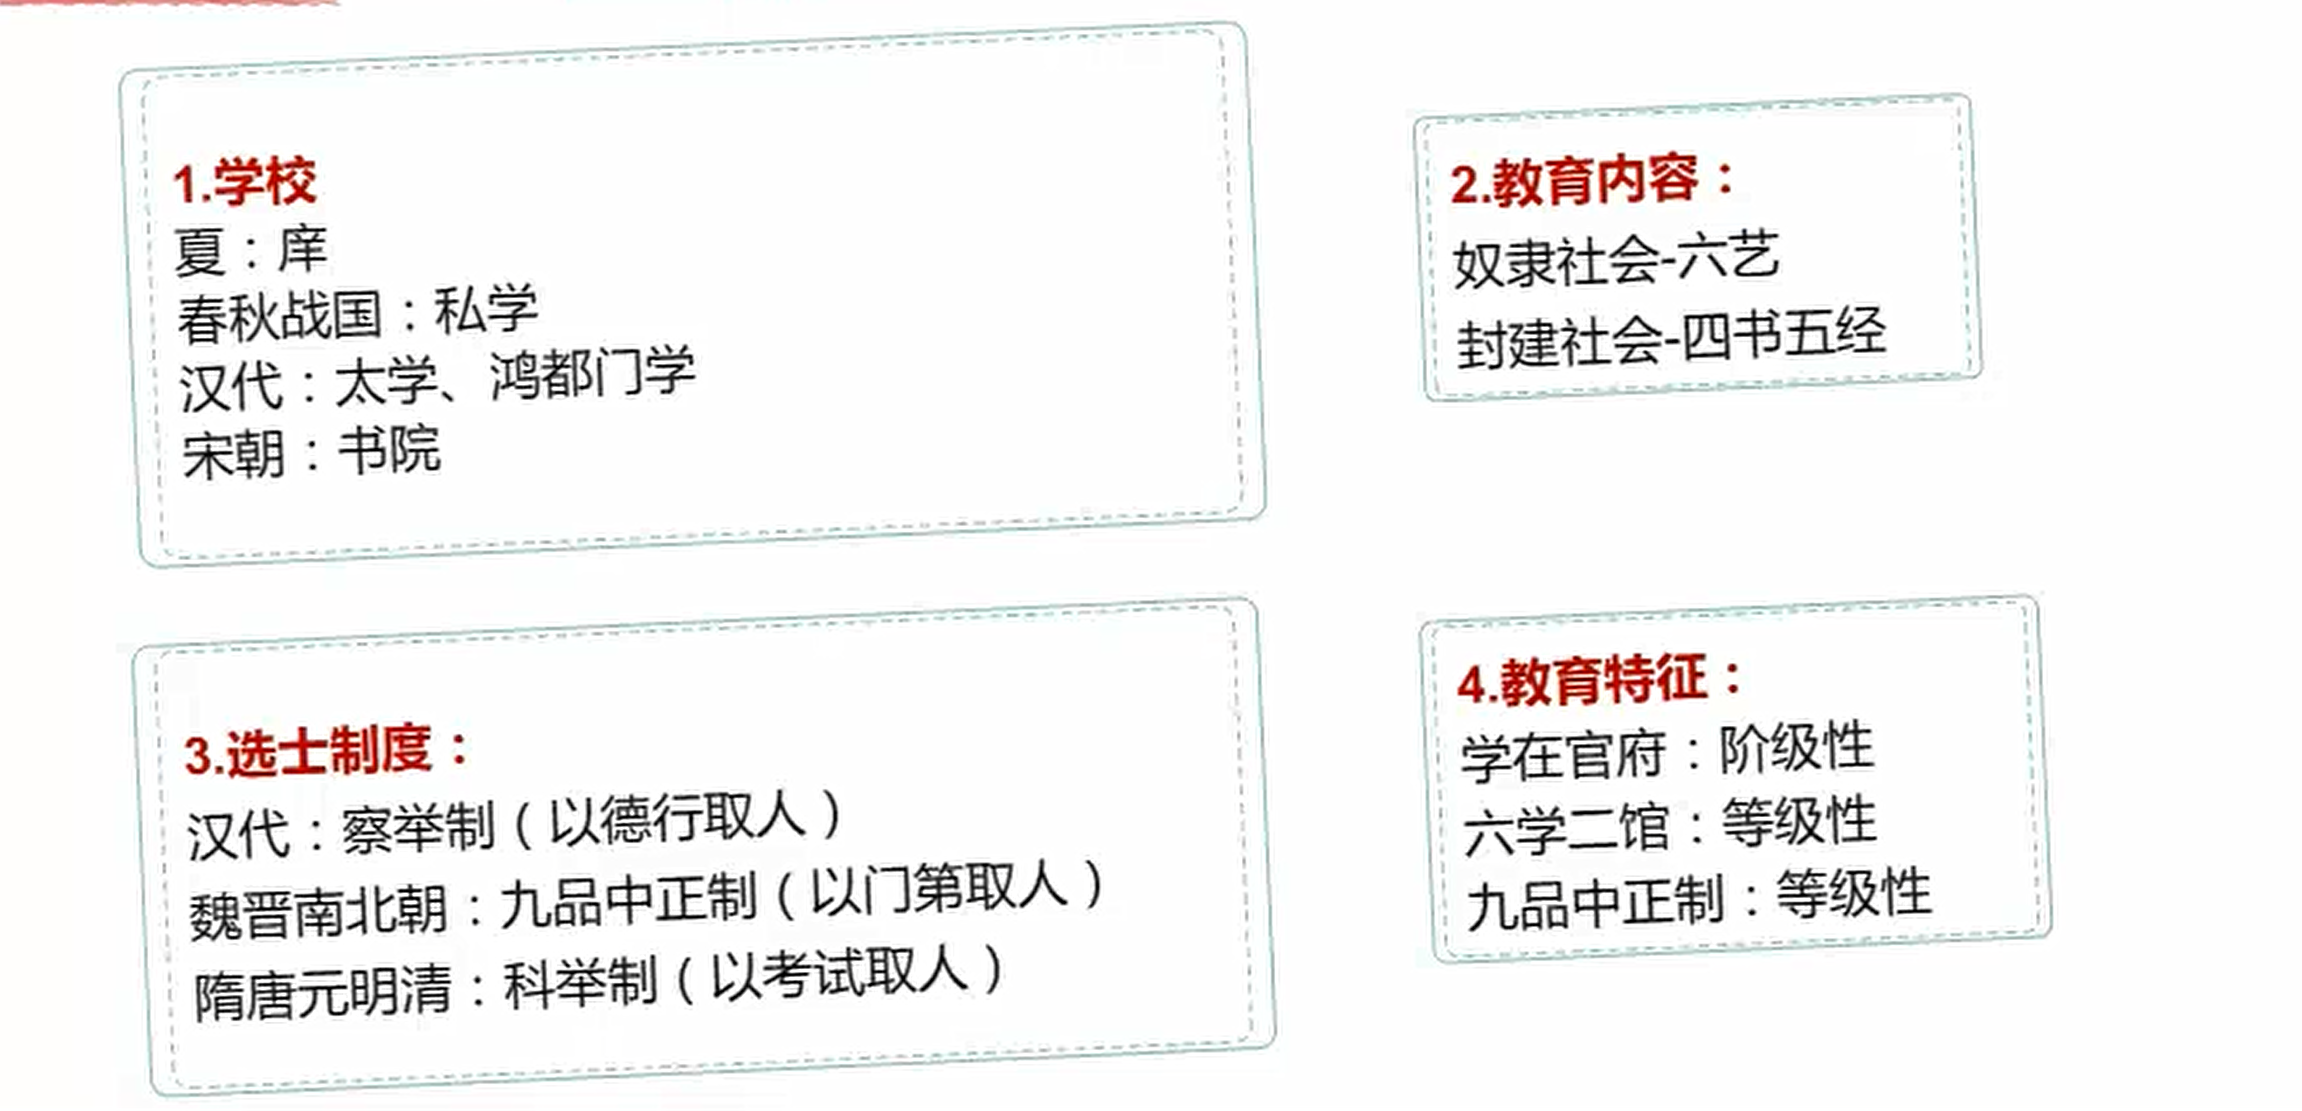 1.学校
夏：庠
春秋战国：私学
汉代：太学、鸿都门学
宋朝：书院
2.教育内容：
奴隶社会-六艺
封建社会-四书五经
3.选士制度：
汉代：察举制（以德行取人）
魏晋南北朝：九品中正制（以门第取人）
隋唐元明清：科举制（以考试取人）
4.教育特征：
学在官府：阶级性
六学二馆：等级性
九品中正制：等级性